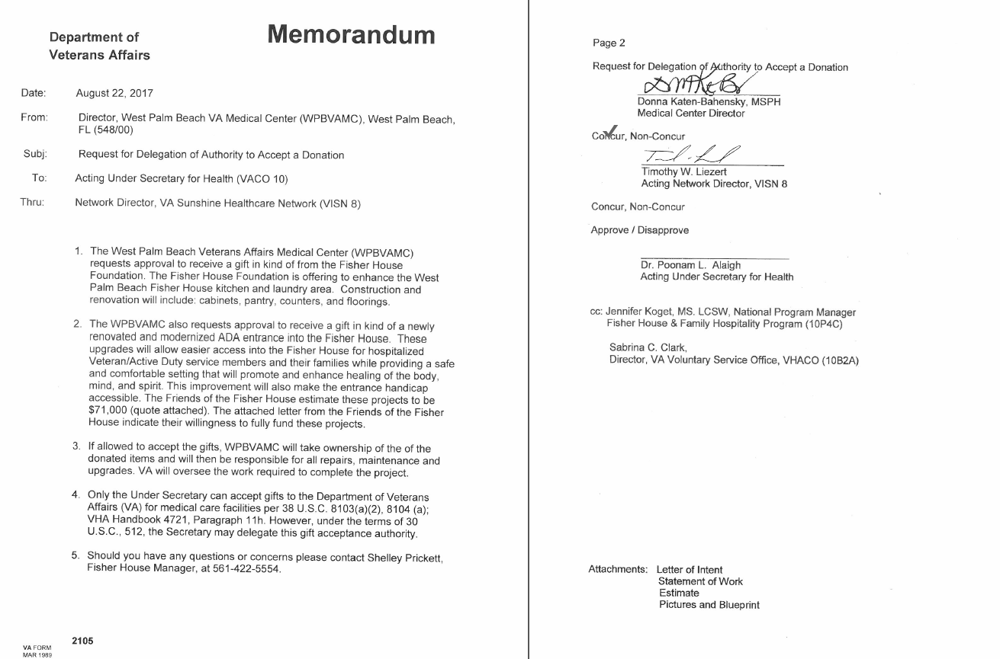 Department of
Veterans Affairs
Memorandum
Date: August 22, 2017
From: Director, West Palm Beach VA Medical Center (WPBVAMC), West Palm Beach,
FL (548/00)
Subj: Request for Delegation of Authority to Accept a Donation
To: Acting Under Secretary for Health (VACO 10)
Thru: Network Director, VA Sunshine Healthcare Network (VISN 8)
1. The West Palm Beach Veterans Affairs Medical Center (WPBVAMC)
requests approval to receive a gift in kind of from the Fisher House
Foundation. The Fisher House Foundation is offering to enhance the West
Palm Beach Fisher House kitchen and laundry area. Construction and
renovation will include: cabinets, pantry, counters, and floorings.
2. The WPBVAMC also requests approval to receive a gift in kind of a newly
renovated and modernized ADA entrance into the Fisher House. These
upgrades will allow easier access into the Fisher House for hospitalized
Veteran/Active Duty service members and their families while providing a safe
and comfortable setting that will promote and enhance healing of the body,
mind, and spirit. This improvement will also make the entrance handicap
accessible. The Friends of the Fisher House estimate these projects to be
$71,000 (quote attached). The attached letter from the Friends of the Fisher
House indicate their willingness to fully fund these projects.
3. If allowed to accept the gifts, WPBVAMC will take ownership of the of the
donated items and will then be responsible for all repairs, maintenance and
upgrades. VA will oversee the work required to complete the project.
4. Only the Under Secretary can accept gifts to the Department of Veterans
Affairs (VA) for medical care facilities per 38 U.S.C. 8103(a)(2), 8104 (a);
VHA Handbook 4721, Paragraph 11h. However, under the terms of 30
U.S.C., 512, the Secretary may delegate this gift acceptance authority.
5. Should you have any questions or concerns please contact Shelley Prickett,
Fisher House Manager, at 561-422-5554.
VA FORM
MAR 1989
2105
Page 2
Request for Delegation of Authority to Accept a Donation
Donna Katen-Bahensky, MSPH
Medical Center Director
Concur, Non-Concur
Timothy W. Liezert
Acting Network Director, VISN 8
Concur, Non-Concur
Approve / Disapprove
Dr. Poonam L. Alaigh
Acting Under Secretary for Health
cc: Jennifer Koget, MS. LCSW, National Program Manager
Fisher House & Family Hospitality Program (10P4C)
Sabrina C. Clark,
Director, VA Voluntary Service Office, VHACO (10B2A)
Attachments: Letter of Intent
Statement of Work
Estimate
Pictures and Blueprint